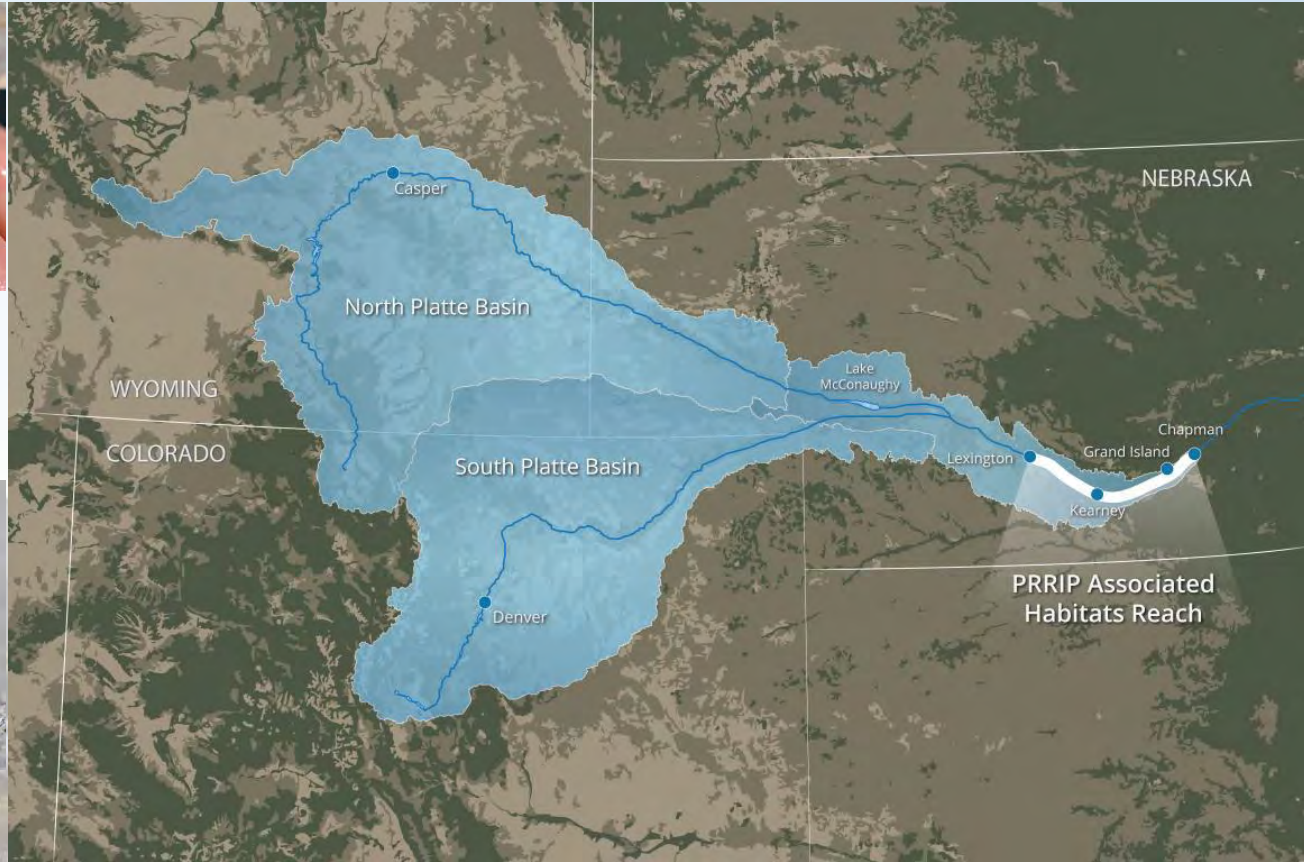 NEBRASKA
Casper
North Platte Basin
WYOMING
Lake
McConaughy
COLORADO
South Platte Basin
Lexington
Grand Island
Chapman
Kearney
PRRIP Associated
Habitats Reach
Denver